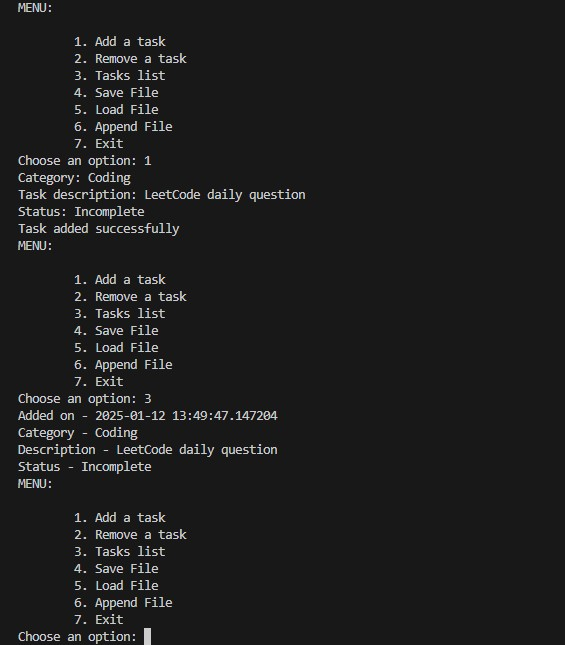 MENU:
1. Add a task
2. Remove a task
3. Tasks list
4. Save File
5. Load File
6. Append File
7. Exit
Choose an option: 1
Category: Coding
Task description: LeetCode daily question
Status: Incomplete
Task added successfully
MENU:
1. Add a task
2. Remove a task
3. Tasks list
4. Save File
5. Load File
6. Append File
7. Exit
Choose an option: 3
Added on - 2025-01-12 13:49:47.147204
Category - Coding
Description - LeetCode daily question
Status - Incomplete
MENU:
1. Add a task
2. Remove a task
3. Tasks list
4. Save File
5. Load File
6. Append File
7. Exit
Choose an option: